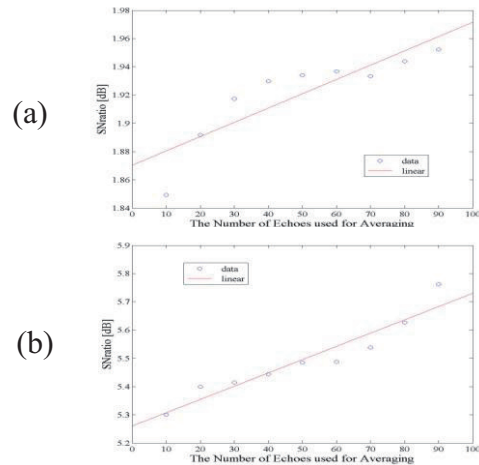 (a)
1.98
1.96
1.94
1.92
1.9
1.88
1.86
1.84
SNratio [dB]
data
linear
0 10 20 30 40 50 60 70 80 90 100
The Number of Echoes used for Averaging
(b)
5.9
5.8
5.7
5.6
5.5
5.4
5.3
5.2
SNratio [dB]
data
linear
0 10 20 30 40 50 60 70 80 90 100
The Number of Echoes used for Averaging